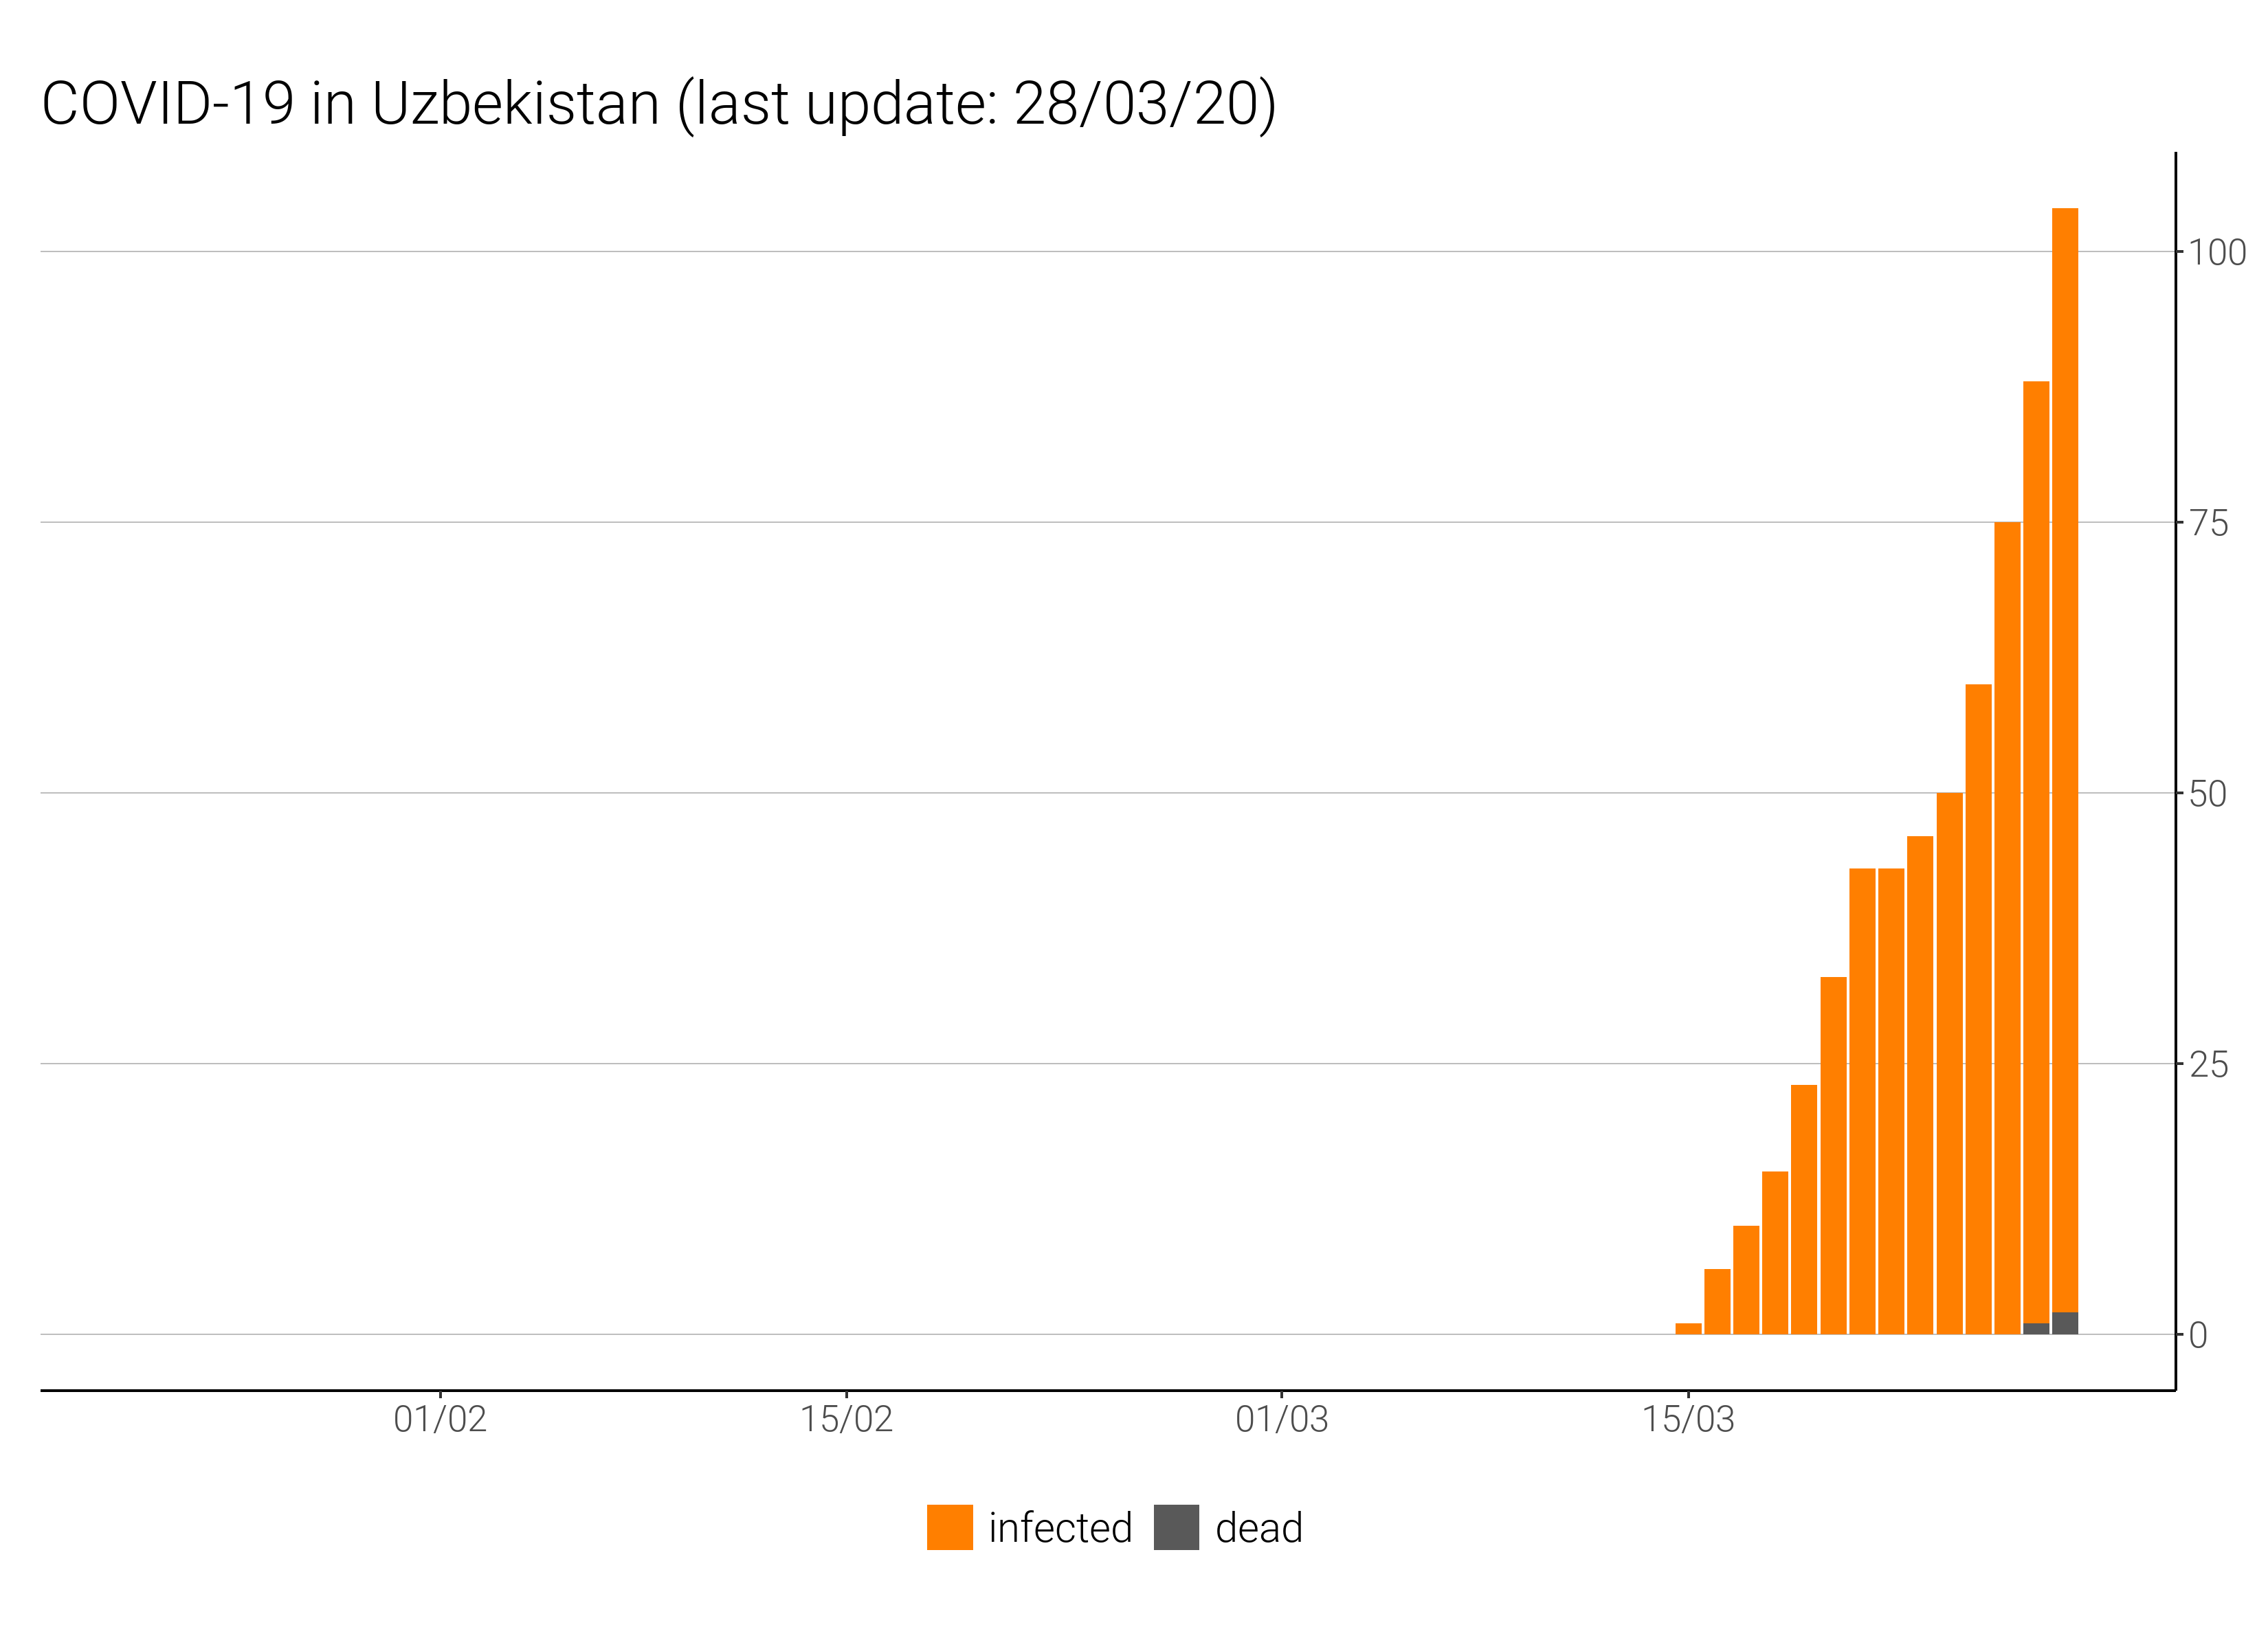 COVID-19 in Uzbekistan (last update: 28/03/20)
100
75
50
25
0
01/02 15/02 01/03 15/03
infected dead